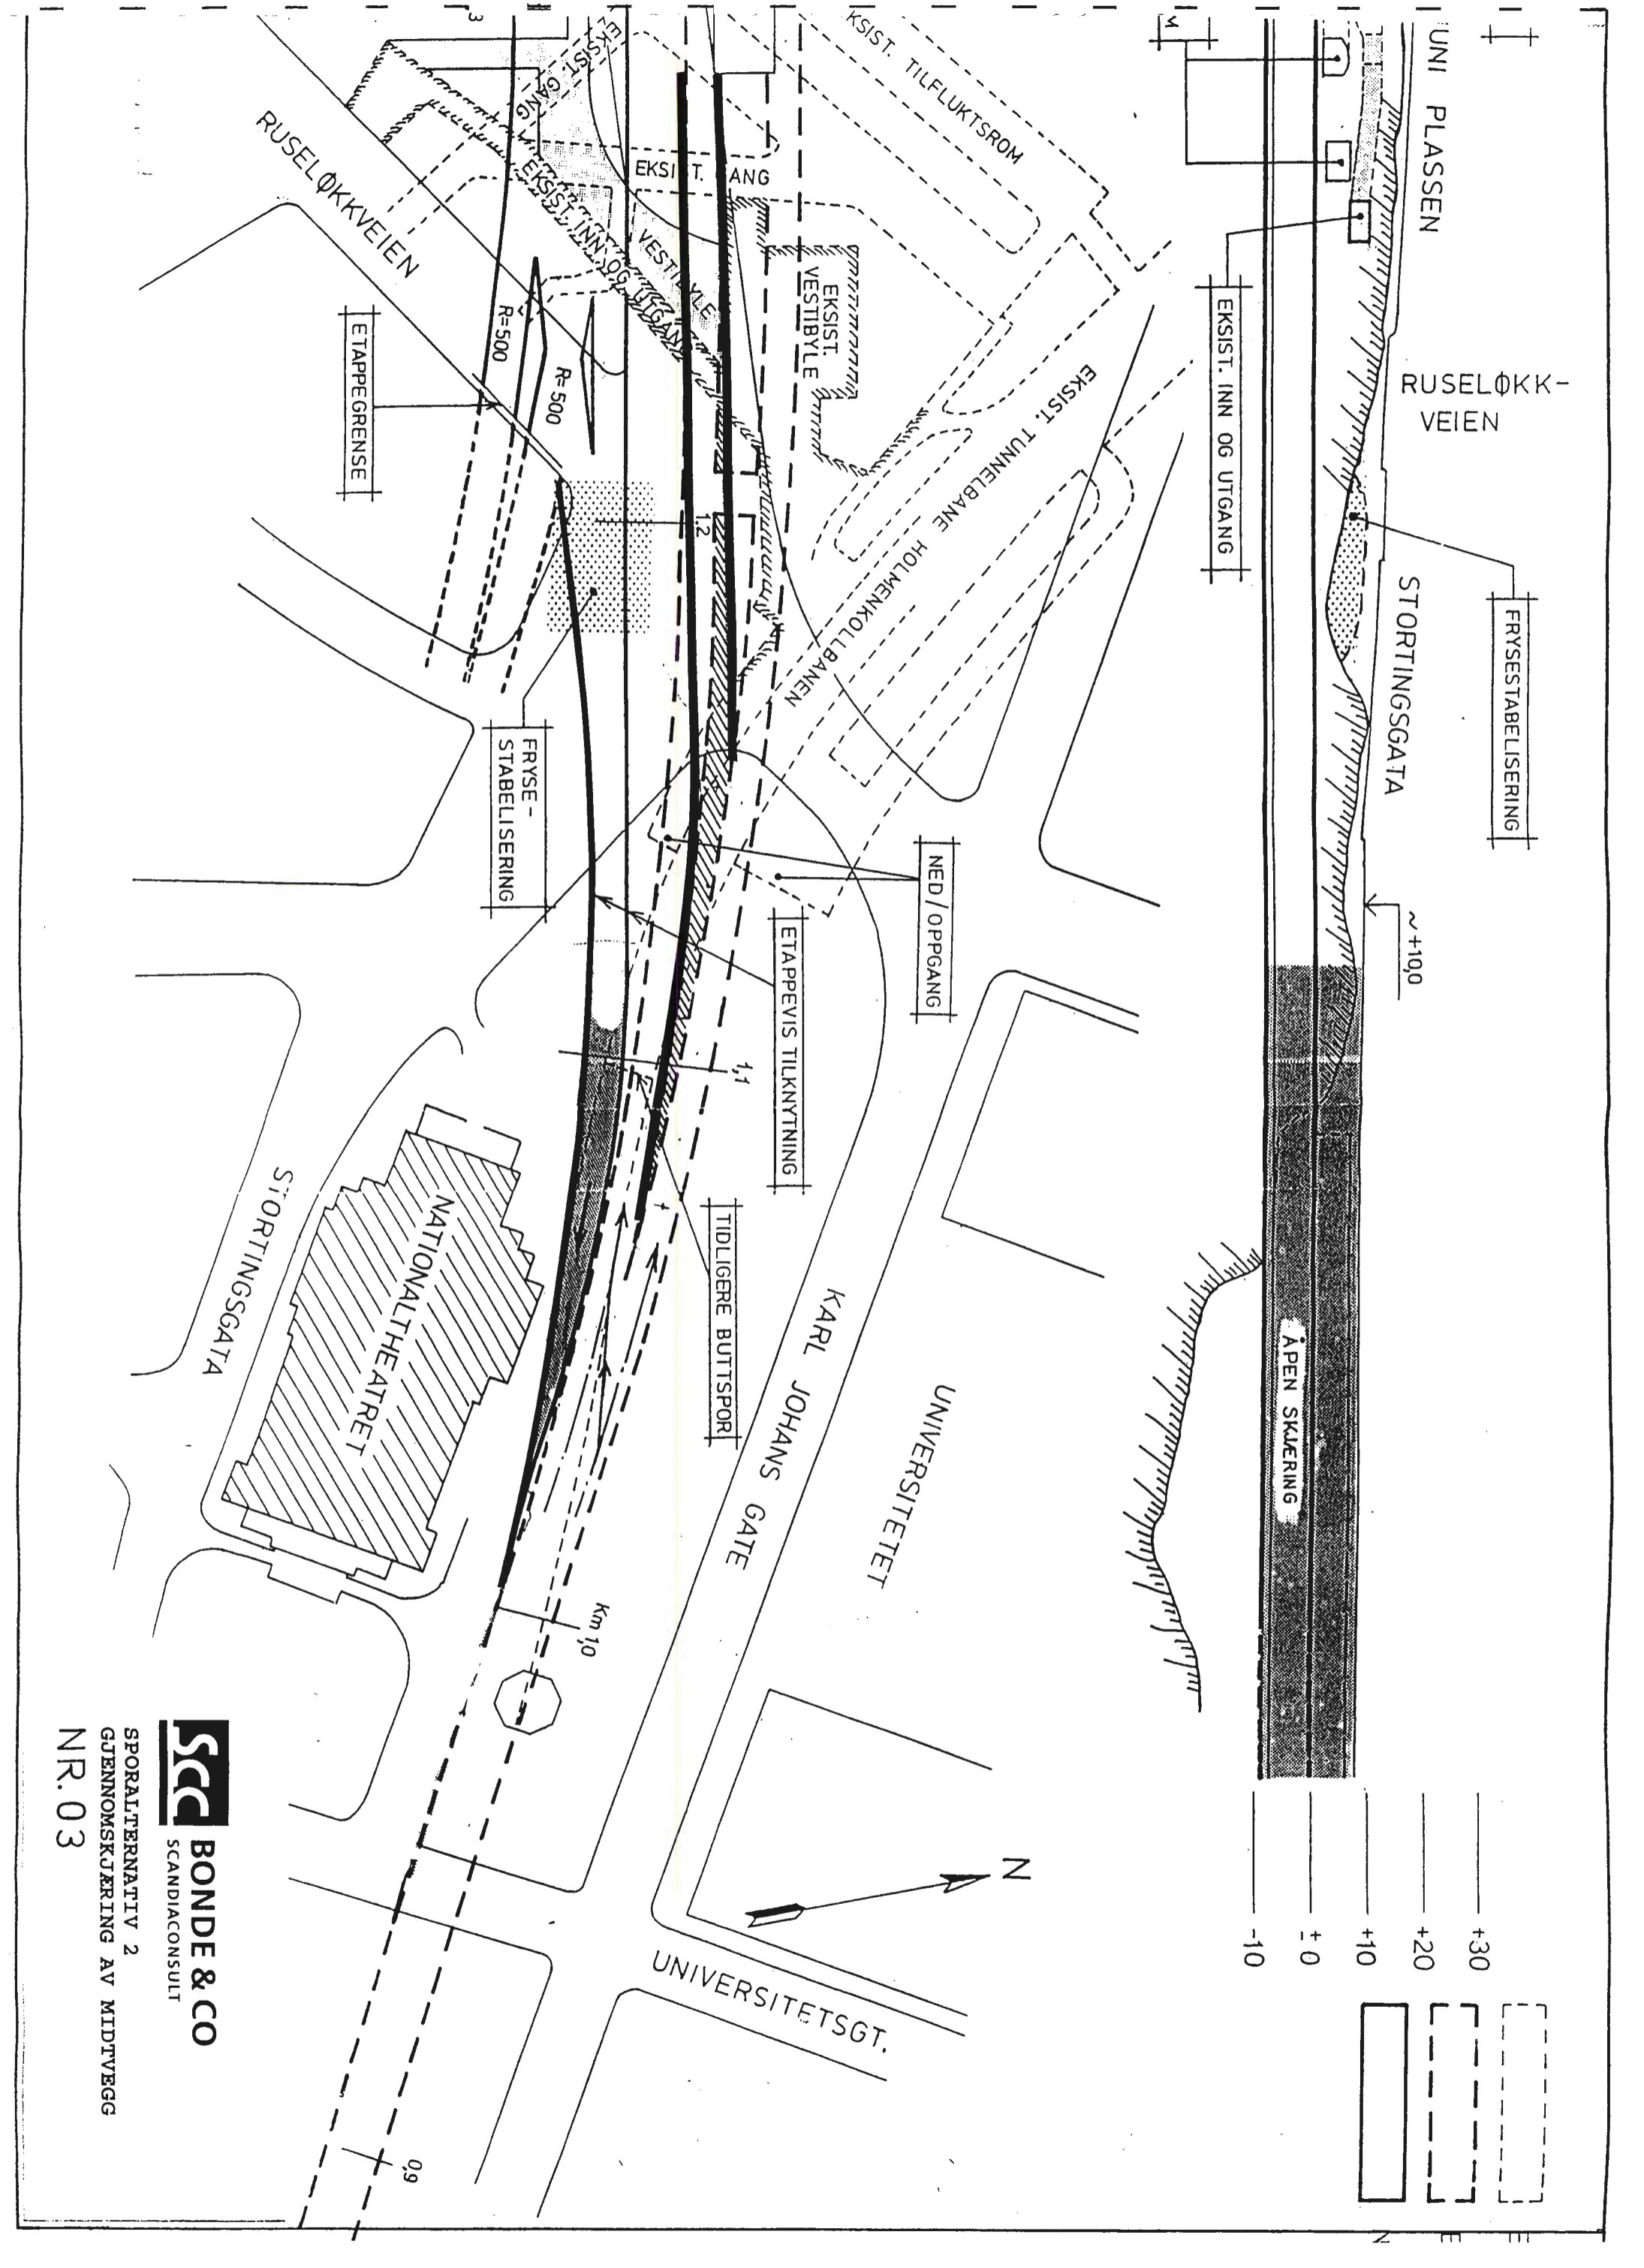 UNI PLASSEN
RUSELØKK-
VEIEN
STORTINGSGATA
FRYSESTABELISERING
EKSIST. INN OG UTGANG
~+10,0
ÅPEN SKJÆRING
+30
+20
+10
± 0
-10
KSIST. TILFLUKTSROM
EKSIST. GANG
EKSIST. GANG
EKSIST. INN OG UTGANG
VESTIBYLE
EKSIST.
VESTIBYLE
EKSIST. TUNNELBANE
HOLMENKOLLBANEN
RUSELØKKVEIEN
R=500
R=500
ETAPPEGRENSE
1,2
FRYSE-
STABELISERING
NED/OPPGANG
ETAPPEVIS TILKNYTNING
1,1
TIDLIGERE BUTTSPOR
KARL JOHANS GATE
UNIVERSITETET
NATIONALTHEATRET
STORTINGSGATA
Km 1,0
N
UNIVERSITETSGT.
0,9
SCC
BONDE & CO
SCANDIACONSULT
SPORALTERNATIV 2
GJENNOMSKJÆRING AV MIDTVEGG
NR. 03